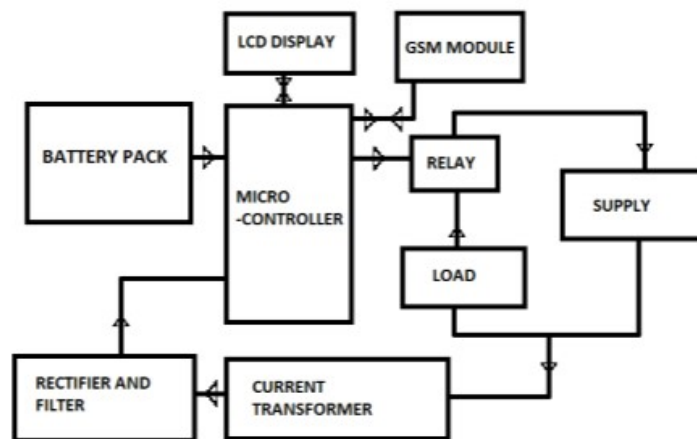 LCD DISPLAY
GSM MODULE
BATTERY PACK
MICRO
-CONTROLLER
RELAY
SUPPLY
LOAD
RECTIFIER AND
FILTER
CURRENT
TRANSFORMER